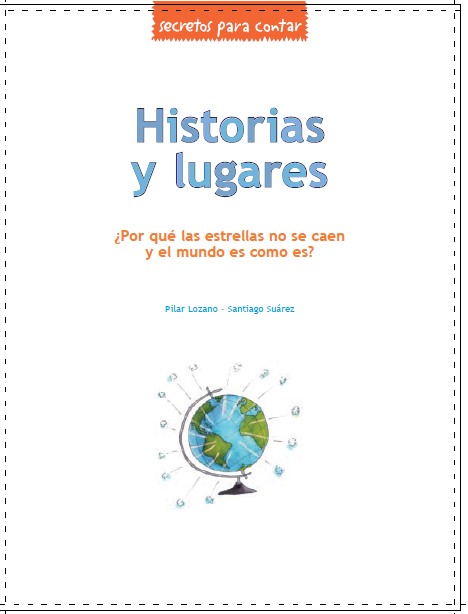 secretos para contar
Historias
y lugares
¿Por qué las estrellas no se caen
y el mundo es como es?
Pilar Lozano - Santiago Suárez